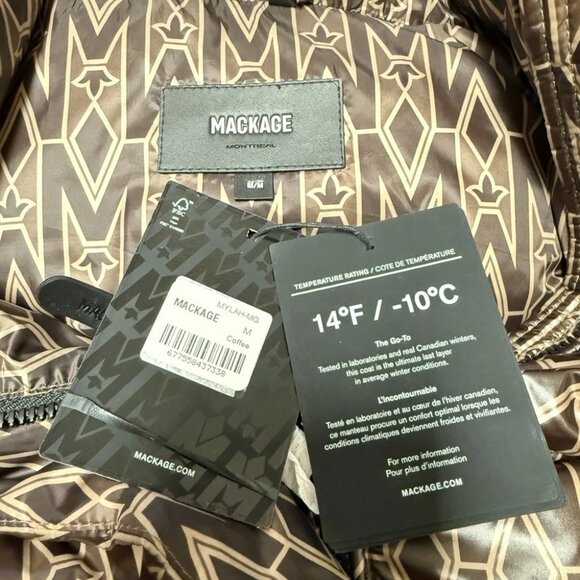 MACKAGE
MONTREAL
M/M
FSC
MIX
MYLAH-MG
MACKAGE
M
Coffee
677558437338
MACKAGE.COM
TEMPERATURE RATING / COTE DE TEMPÉRATURE
14°F / -10°C
The Go-To
Tested in laboratories and real Canadian winters,
this coat is the ultimate last layer
in average winter conditions.
L'incontournable
Testé en laboratoire et au cœur de l'hiver canadien,
ce manteau procure un confort optimal lorsque les
conditions climatiques deviennent froides et vivifiantes.
For more information
Pour plus d'information
MACKAGE.COM